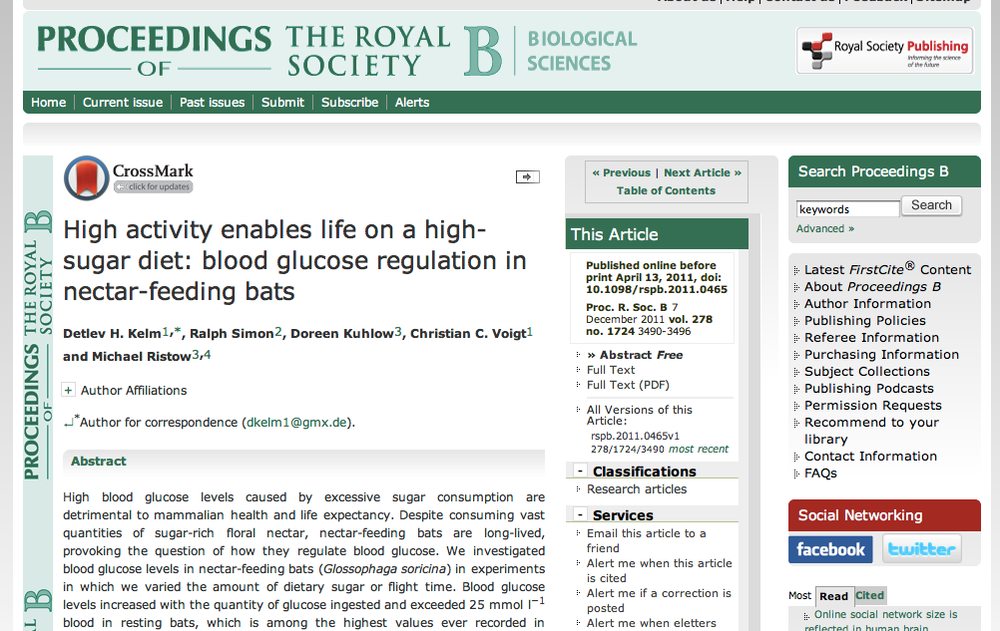 About us | Help | Contact us | Feedback | Sitemap
PROCEEDINGS
OF
THE ROYAL
SOCIETY
B
BIOLOGICAL
SCIENCES
Royal Society Publishing
Informing the science
of the future
Home
Current issue
Past issues
Submit
Subscribe
Alerts
PROCEEDINGS
OF
THE ROYAL
SOCIETY
B
CrossMark
click for updates
High activity enables life on a high-
sugar diet: blood glucose regulation in
nectar-feeding bats
Detlev H. Kelm1,*, Ralph Simon2, Doreen Kuhlow3, Christian C. Voigt1
and Michael Ristow3,4
+ Author Affiliations
*Author for correspondence (dkelm1@gmx.de).
Abstract
High blood glucose levels caused by excessive sugar consumption are
detrimental to mammalian health and life expectancy. Despite consuming vast
quantities of sugar-rich floral nectar, nectar-feeding bats are long-lived,
provoking the question of how they regulate blood glucose. We investigated
blood glucose levels in nectar-feeding bats (Glossophaga soricina) in experiments
in which we varied the amount of dietary sugar or flight time. Blood glucose
levels increased with the quantity of glucose ingested and exceeded 25 mmol l−1
blood in resting bats, which is among the highest values ever recorded in
« Previous | Next Article »
Table of Contents
This Article
Published online before
print April 13, 2011, doi:
10.1098/rspb.2011.0465
Proc. R. Soc. B 7
December 2011 vol. 278
no. 1724 3490-3496
» Abstract Free
Full Text
Full Text (PDF)
All Versions of this
Article:
rspb.2011.0465v1
278/1724/3490 most recent
- Classifications
Research articles
- Services
Email this article to a
friend
Alert me when this article
is cited
Alert me if a correction is
posted
Alert me when eletters
Search Proceedings B
keywords
Search
Advanced »
Latest FirstCite® Content
About Proceedings B
Author Information
Publishing Policies
Referee Information
Purchasing Information
Subject Collections
Publishing Podcasts
Permission Requests
Recommend to your
library
Contact Information
FAQs
Social Networking
facebook
twitter
Most Read Cited
Online social network size is
reflected in human brain